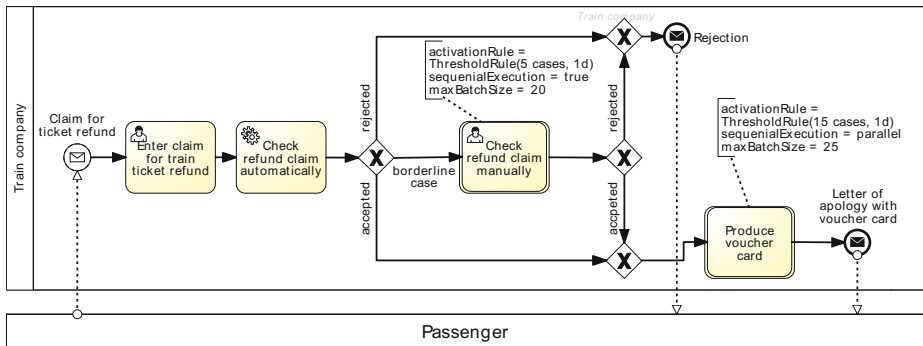 Train company
Train company
Claim for
ticket refund
Enter claim
for train
ticket refund
Check
refund claim
automatically
rejected
borderline
case
accepted
activationRule =
ThresholdRule(5 cases, 1d)
sequenialExecution = true
maxBatchSize = 20
Check
refund claim
manually
rejected
accpeted
Rejection
activationRule =
ThresholdRule(15 cases, 1d)
sequenialExecution = parallel
maxBatchSize = 25
Produce
voucher
card
Letter of
apology with
voucher card
Passenger